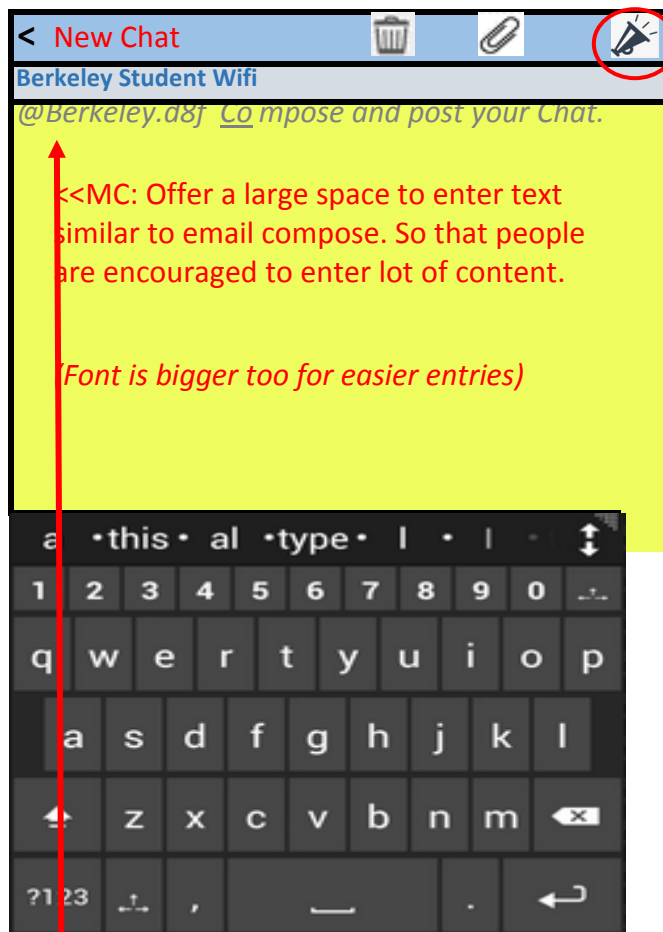 < New Chat
Berkeley Student Wifi
@Berkeley.d8f Co mpose and post your Chat.
<<MC: Offer a large space to enter text
similar to email compose. So that people
are encouraged to enter lot of content.
(Font is bigger too for easier entries)
a • this • al • type • l • l
1 2 3 4 5 6 7 8 9 0
q w e r t y u i o p
a s d f g h j k l
z x c v b n m
?123 , .